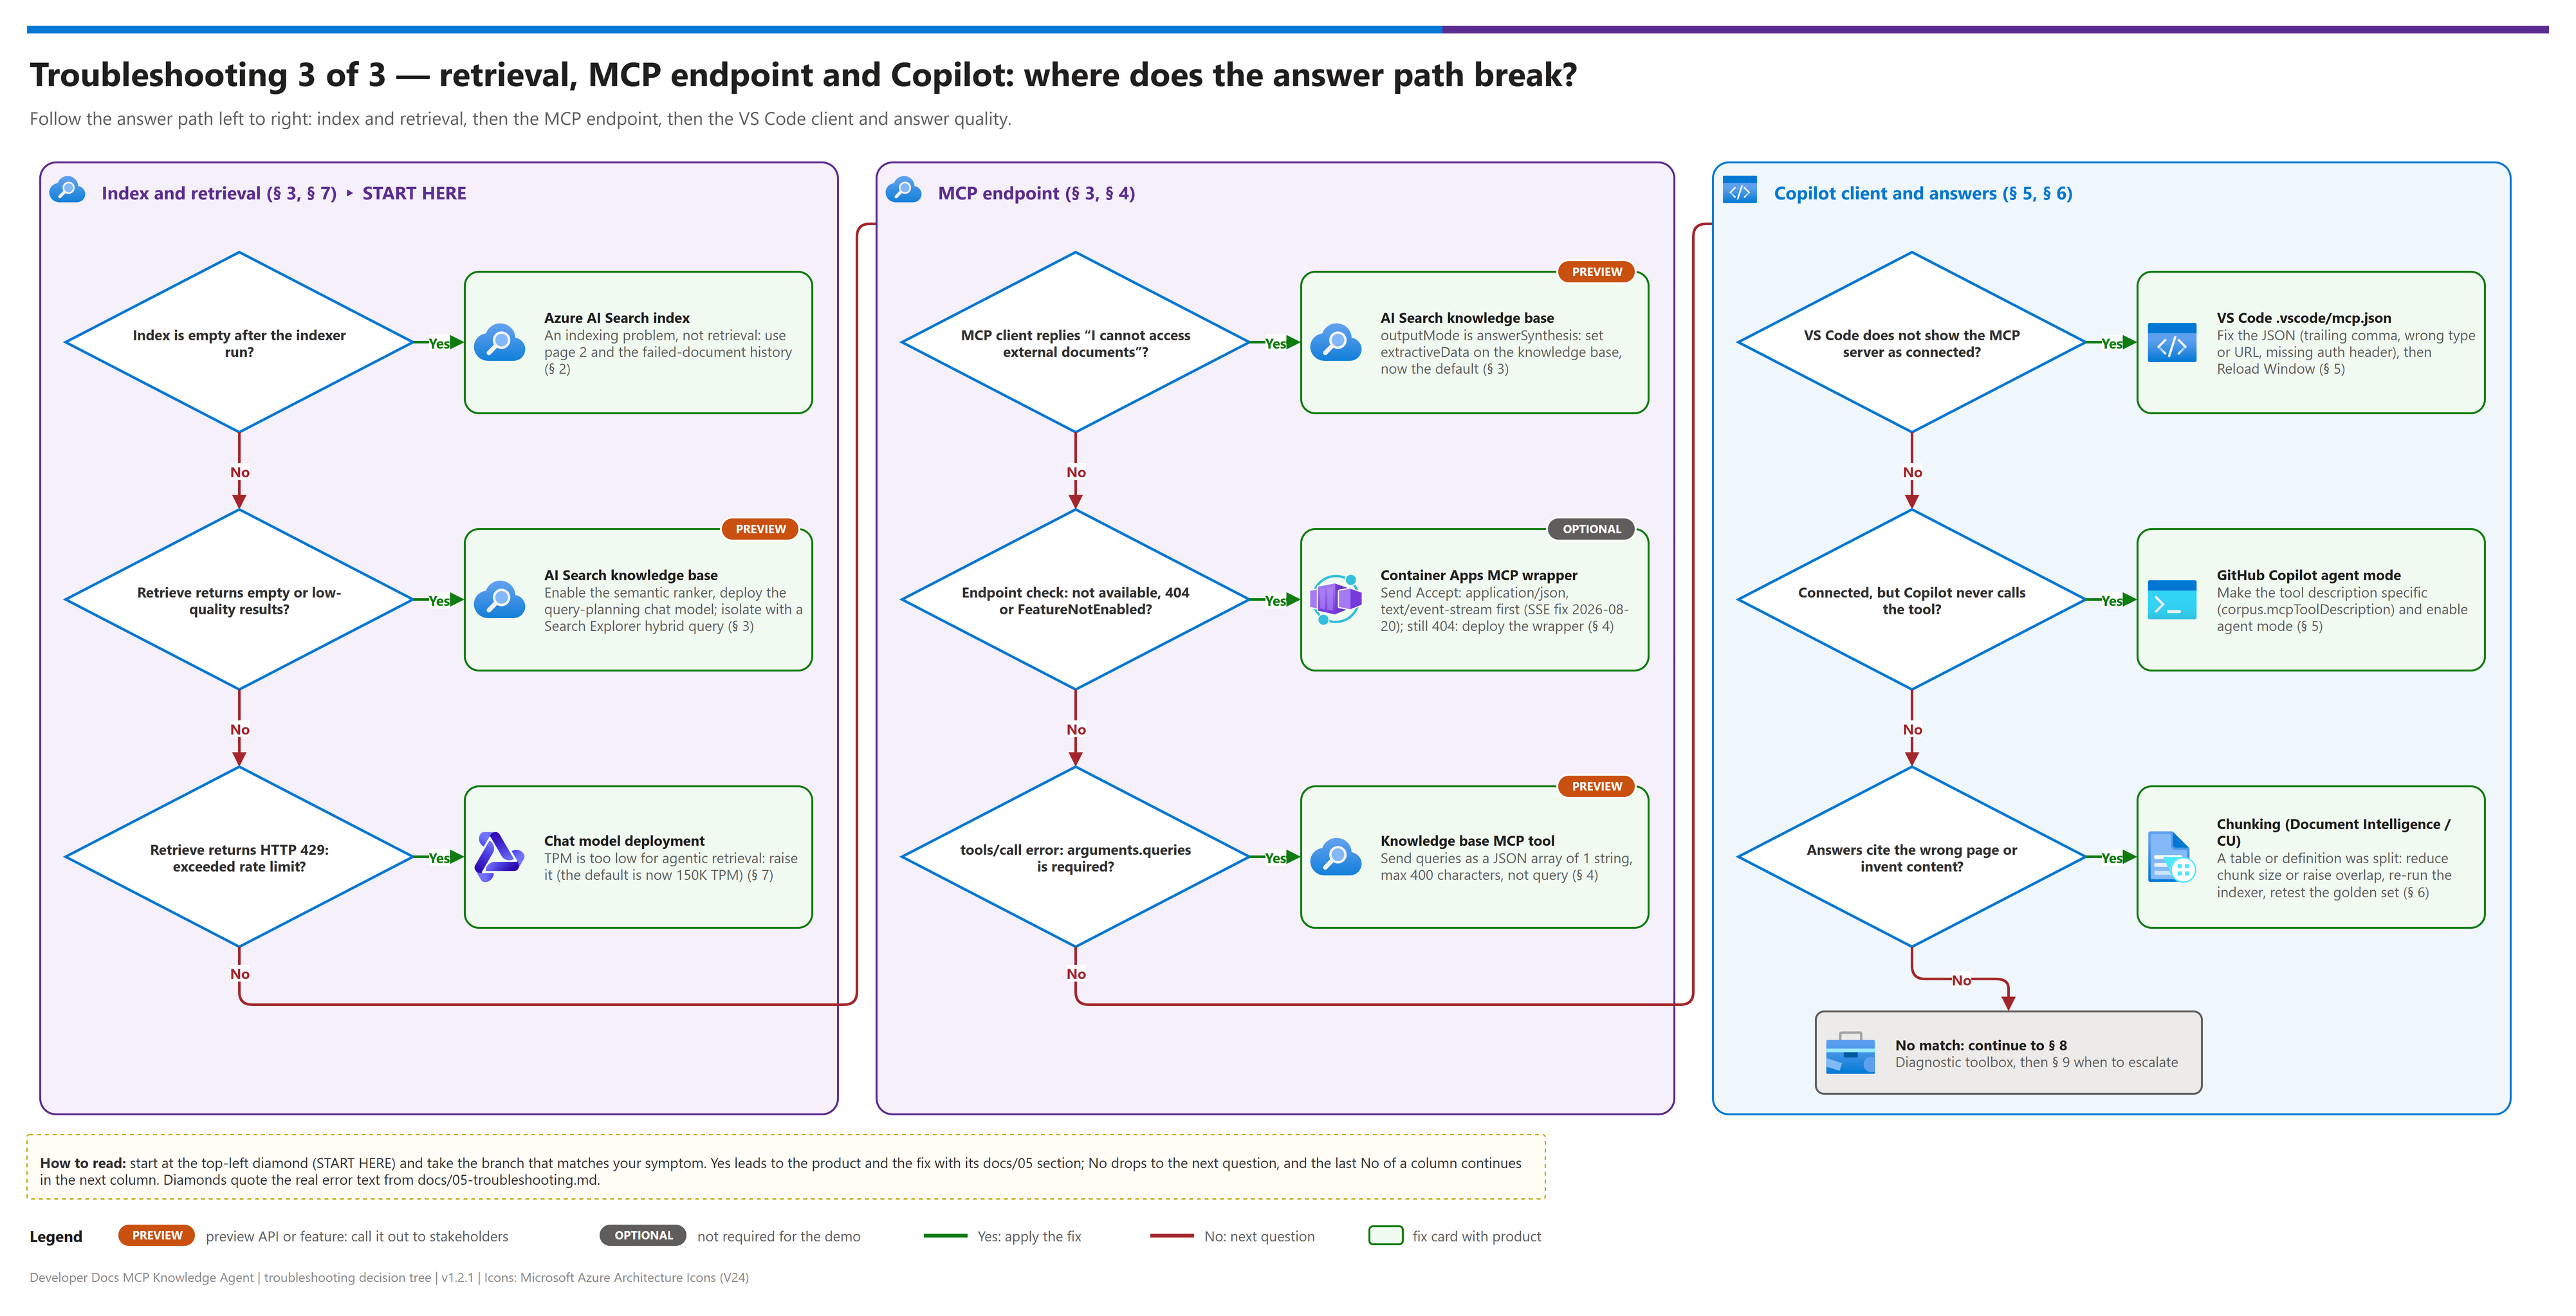 Troubleshooting 3 of 3 — retrieval, MCP endpoint and Copilot: where does the answer path break?
Follow the answer path left to right: index and retrieval, then the MCP endpoint, then the VS Code client and answer quality.
Index and retrieval (§ 3, § 7) ‣ START HERE
Index is empty after the indexer
run?
Yes
Azure AI Search index
An indexing problem, not retrieval: use
page 2 and the failed-document history
(§ 2)
No
Retrieve returns empty or low-
quality results?
Yes
PREVIEW
AI Search knowledge base
Enable the semantic ranker, deploy the
query-planning chat model; isolate with a
Search Explorer hybrid query (§ 3)
No
Retrieve returns HTTP 429:
exceeded rate limit?
Yes
Chat model deployment
TPM is too low for agentic retrieval: raise
it (the default is now 150K TPM) (§ 7)
No
MCP endpoint (§ 3, § 4)
MCP client replies “I cannot access
external documents”?
Yes
PREVIEW
AI Search knowledge base
outputMode is answerSynthesis: set
extractiveData on the knowledge base,
now the default (§ 3)
No
Endpoint check: not available, 404
or FeatureNotEnabled?
Yes
OPTIONAL
Container Apps MCP wrapper
Send Accept: application/json,
text/event-stream first (SSE fix 2026-08-
20); still 404: deploy the wrapper (§ 4)
No
tools/call error: arguments.queries
is required?
Yes
PREVIEW
Knowledge base MCP tool
Send queries as a JSON array of 1 string,
max 400 characters, not query (§ 4)
No
Copilot client and answers (§ 5, § 6)
VS Code does not show the MCP
server as connected?
Yes
VS Code .vscode/mcp.json
Fix the JSON (trailing comma, wrong type
or URL, missing auth header), then
Reload Window (§ 5)
No
Connected, but Copilot never calls
the tool?
Yes
GitHub Copilot agent mode
Make the tool description specific
(corpus.mcpToolDescription) and enable
agent mode (§ 5)
No
Answers cite the wrong page or
invent content?
Yes
Chunking (Document Intelligence /
CU)
A table or definition was split: reduce
chunk size or raise overlap, re-run the
indexer, retest the golden set (§ 6)
No
No match: continue to § 8
Diagnostic toolbox, then § 9 when to escalate
How to read: start at the top-left diamond (START HERE) and take the branch that matches your symptom. Yes leads to the product and the fix with its docs/05 section; No drops to the next question, and the last No of a column continues
in the next column. Diamonds quote the real error text from docs/05-troubleshooting.md.
Legend
PREVIEW preview API or feature: call it out to stakeholders
OPTIONAL not required for the demo
Yes: apply the fix
No: next question
fix card with product
Developer Docs MCP Knowledge Agent | troubleshooting decision tree | v1.2.1 | Icons: Microsoft Azure Architecture Icons (V24)